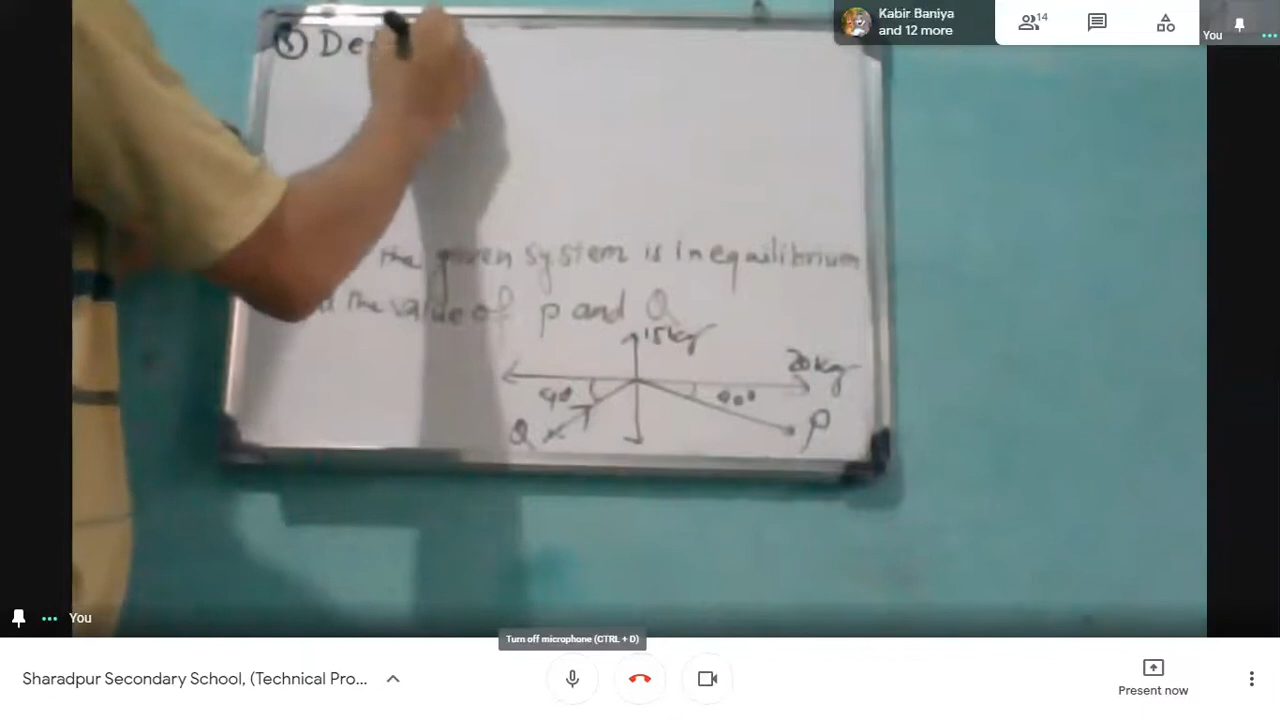 Kabir Baniya
and 12 more
14
You
⑤ De
the given system is in equilibrium
the value of P and Q
15kg
20kg
40°
Q
P
You
Turn off microphone (CTRL + D)
Sharadpur Secondary School, (Technical Pro...
Present now